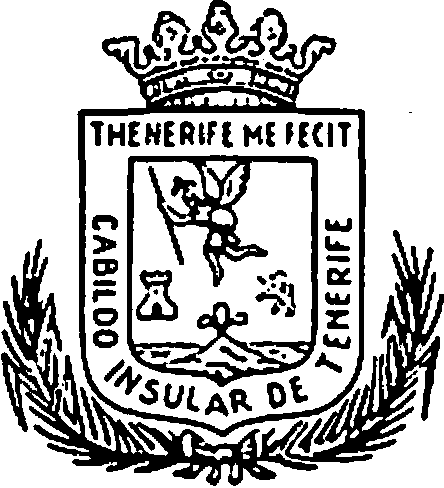 THENERIFE ME FECIT
CABILDO INSULAR DE TENERIFE